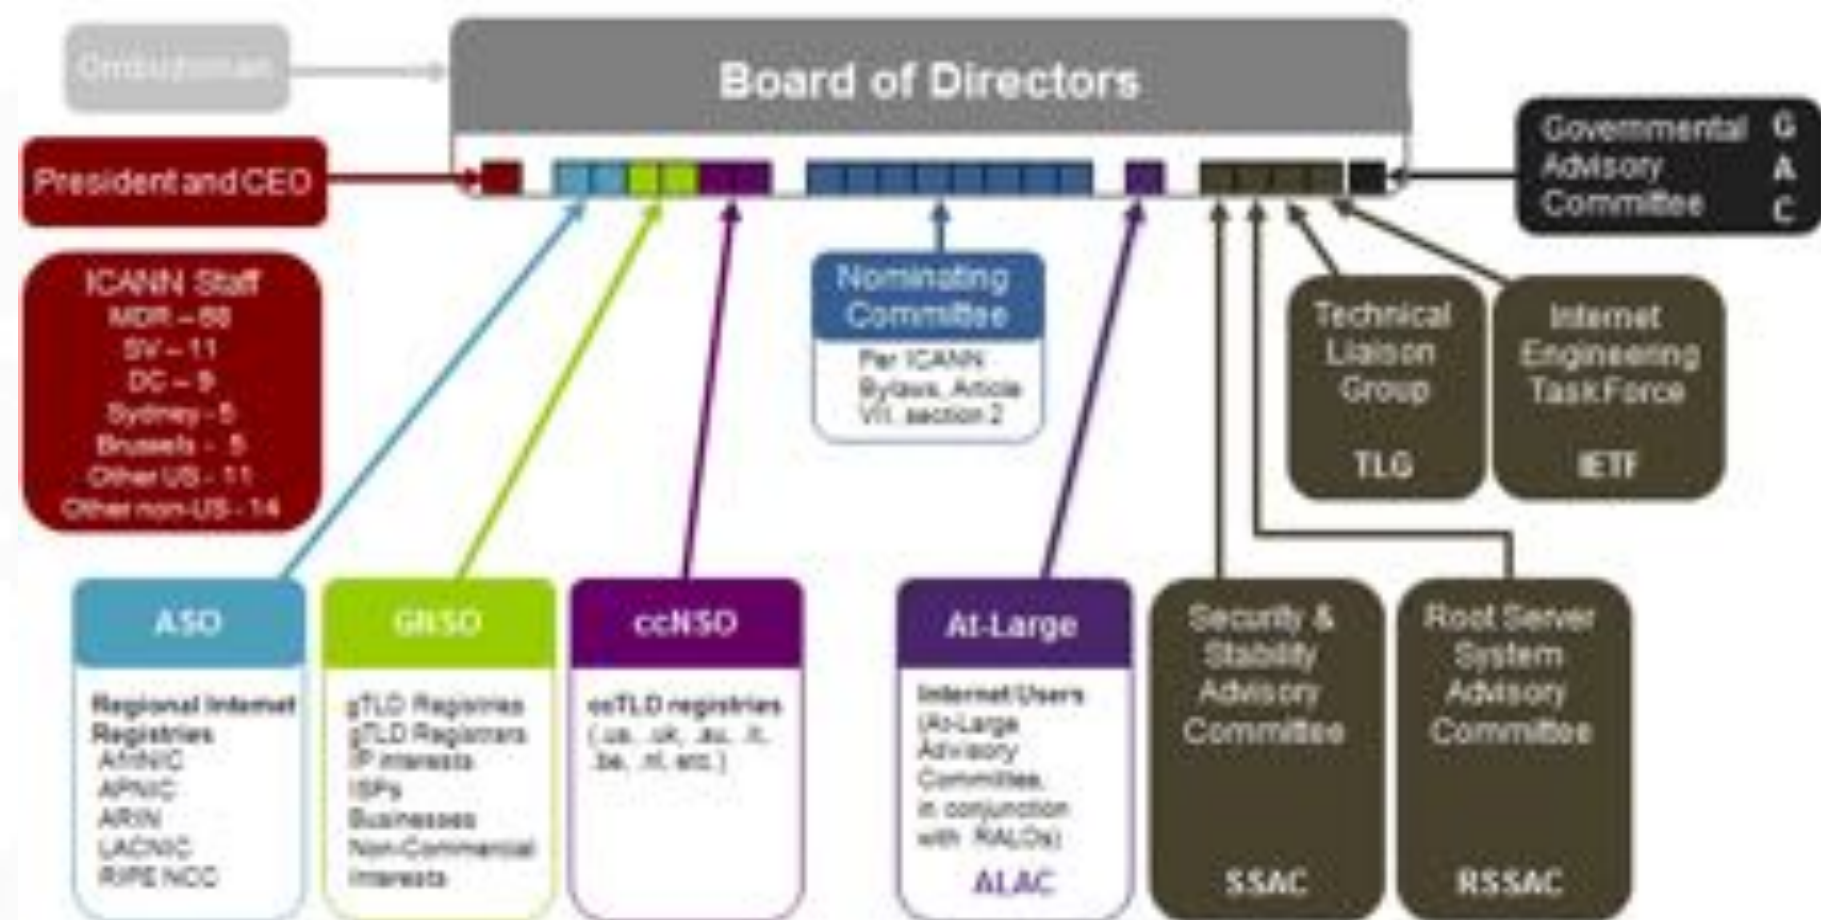 Ombudsman
Board of Directors
President and CEO
Governmental G
Advisory A
Committee C
ICANN Staff
MDR – 68
SV – 11
DC – 9
Sydney - 5
Brussels - 5
Other US - 11
Other non-US - 14
Nominating
Committee
Per ICANN
Bylaws, Article
VII, section 2
Technical
Liaison
Group
TLG
Internet
Engineering
Task Force
IETF
ASO
Regional Internet
Registries
AfriNIC
APNIC
ARIN
LACNIC
RIPE NCC
GNSO
gTLD Registries
gTLD Registrars
IP interests
ISPs
Businesses
Non-Commercial
Interests
ccNSO
ccTLD registries
(.us, .uk, .au, .it,
.be, .nl, etc.)
At-Large
Internet Users
(At-Large
Advisory
Committee,
in conjunction
with RALOs)
ALAC
Security &
Stability
Advisory
Committee
SSAC
Root Server
System
Advisory
Committee
RSSAC